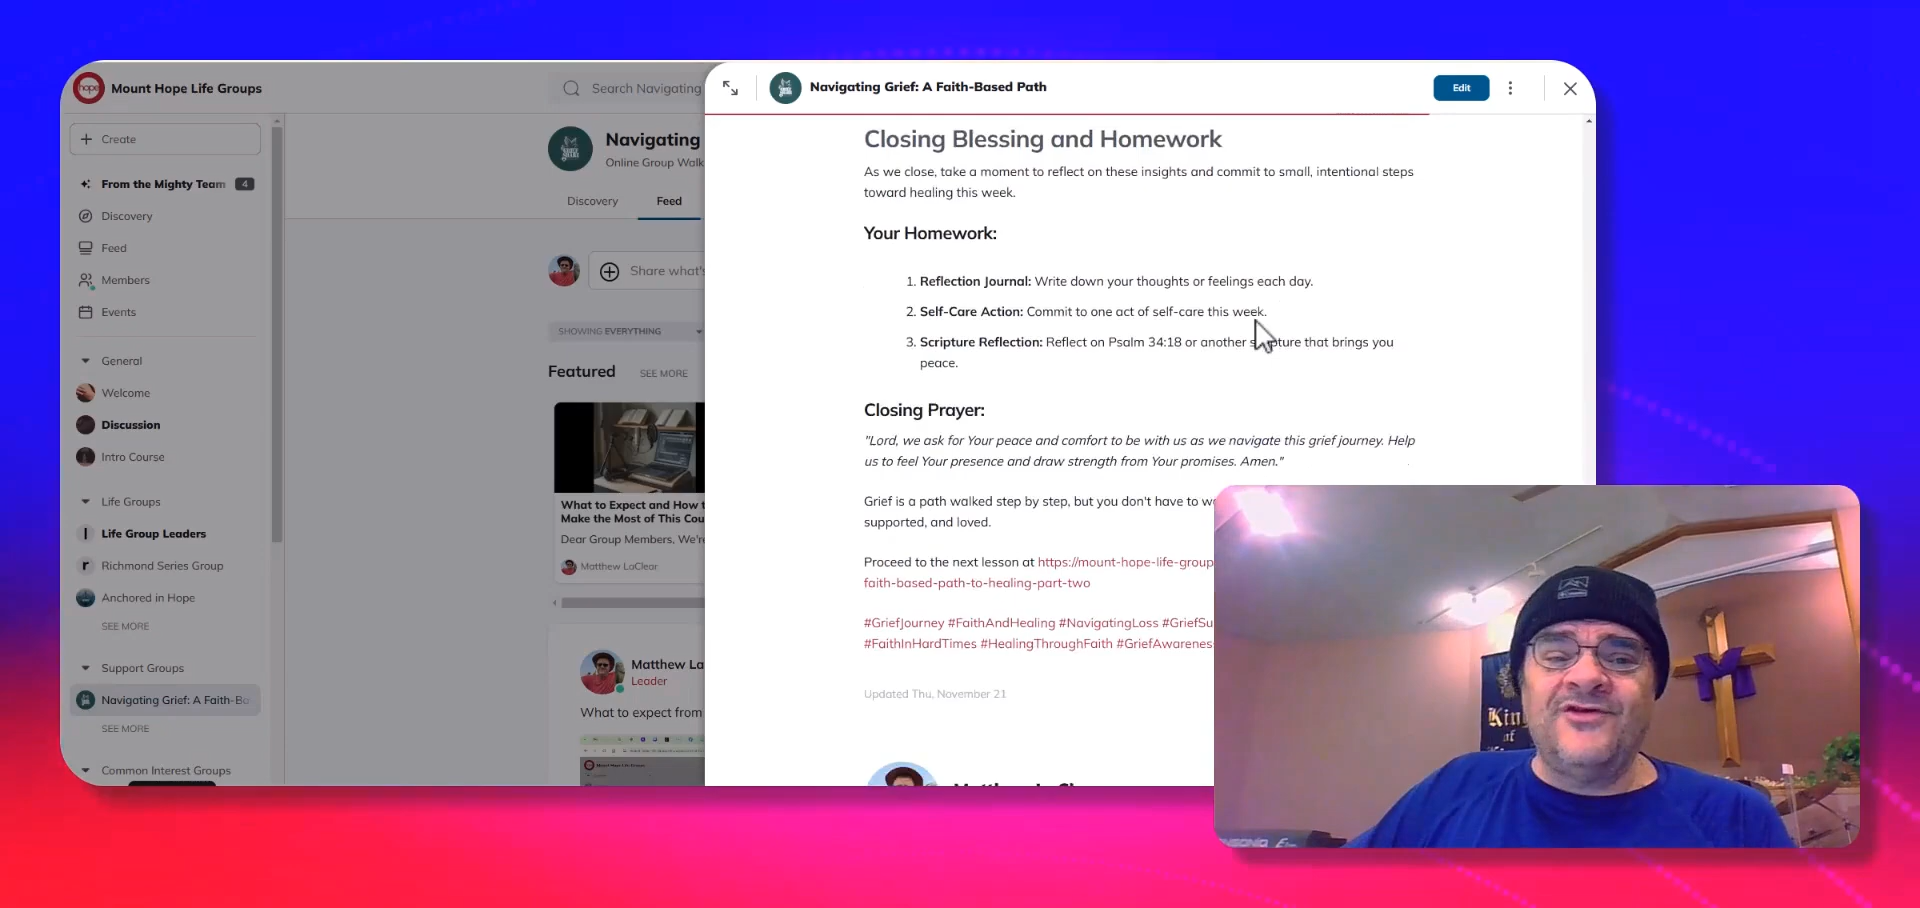 Mount Hope Life Groups
Create
From the Mighty Team 4
Discovery
Feed
Members
Events
General
Welcome
Discussion
Intro Course
Life Groups
Life Group Leaders
Richmond Series Group
Anchored in Hope
SEE MORE
Support Groups
Navigating Grief: A Faith-Ba
SEE MORE
Common Interest Groups
Search Navigating
Navigating
Online Group Walk
Discovery Feed
Share what's
SHOWING EVERYTHING
Featured SEE MORE
What to Expect and How t
Make the Most of This Cou
Dear Group Members, We're
Matthew LaClear
Matthew La
Leader
What to expect from
Navigating Grief: A Faith-Based Path
Edit
Closing Blessing and Homework
As we close, take a moment to reflect on these insights and commit to small, intentional steps
toward healing this week.
Your Homework:
1. Reflection Journal: Write down your thoughts or feelings each day.
2. Self-Care Action: Commit to one act of self-care this week.
3. Scripture Reflection: Reflect on Psalm 34:18 or another scripture that brings you
peace.
Closing Prayer:
"Lord, we ask for Your peace and comfort to be with us as we navigate this grief journey. Help
us to feel Your presence and draw strength from Your promises. Amen."
Grief is a path walked step by step, but you don't have to w
supported, and loved.
Proceed to the next lesson at https://mount-hope-life-group
faith-based-path-to-healing-part-two
#GriefJourney #FaithAndHealing #NavigatingLoss #GriefSu
#FaithInHardTimes #HealingThroughFaith #GriefAwareness
Updated Thu, November 21
King
of